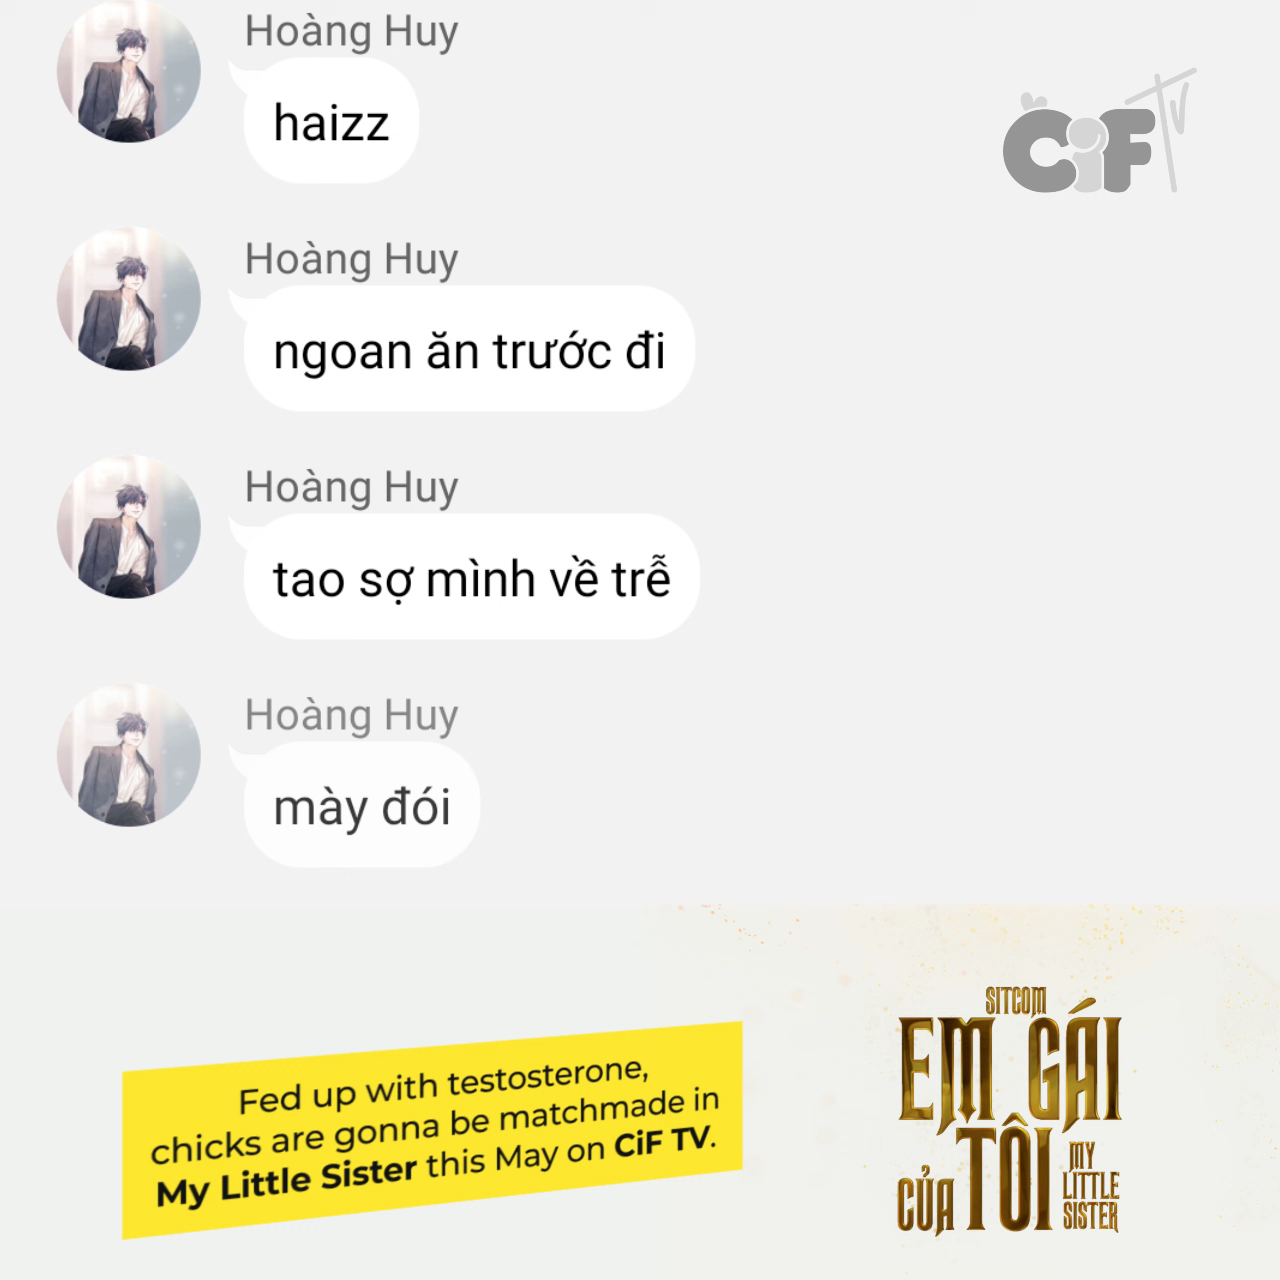 Hoàng Huy
haizz
CiF TV
Hoàng Huy
ngoan ăn trước đi
Hoàng Huy
tao sợ mình về trễ
Hoàng Huy
mày đói
Fed up with testosterone,
chicks are gonna be matchmade in
My Little Sister this May on CiF TV.
SITCOM
EM GÁI
CỦA TÔI
MY
LITTLE
SISTER